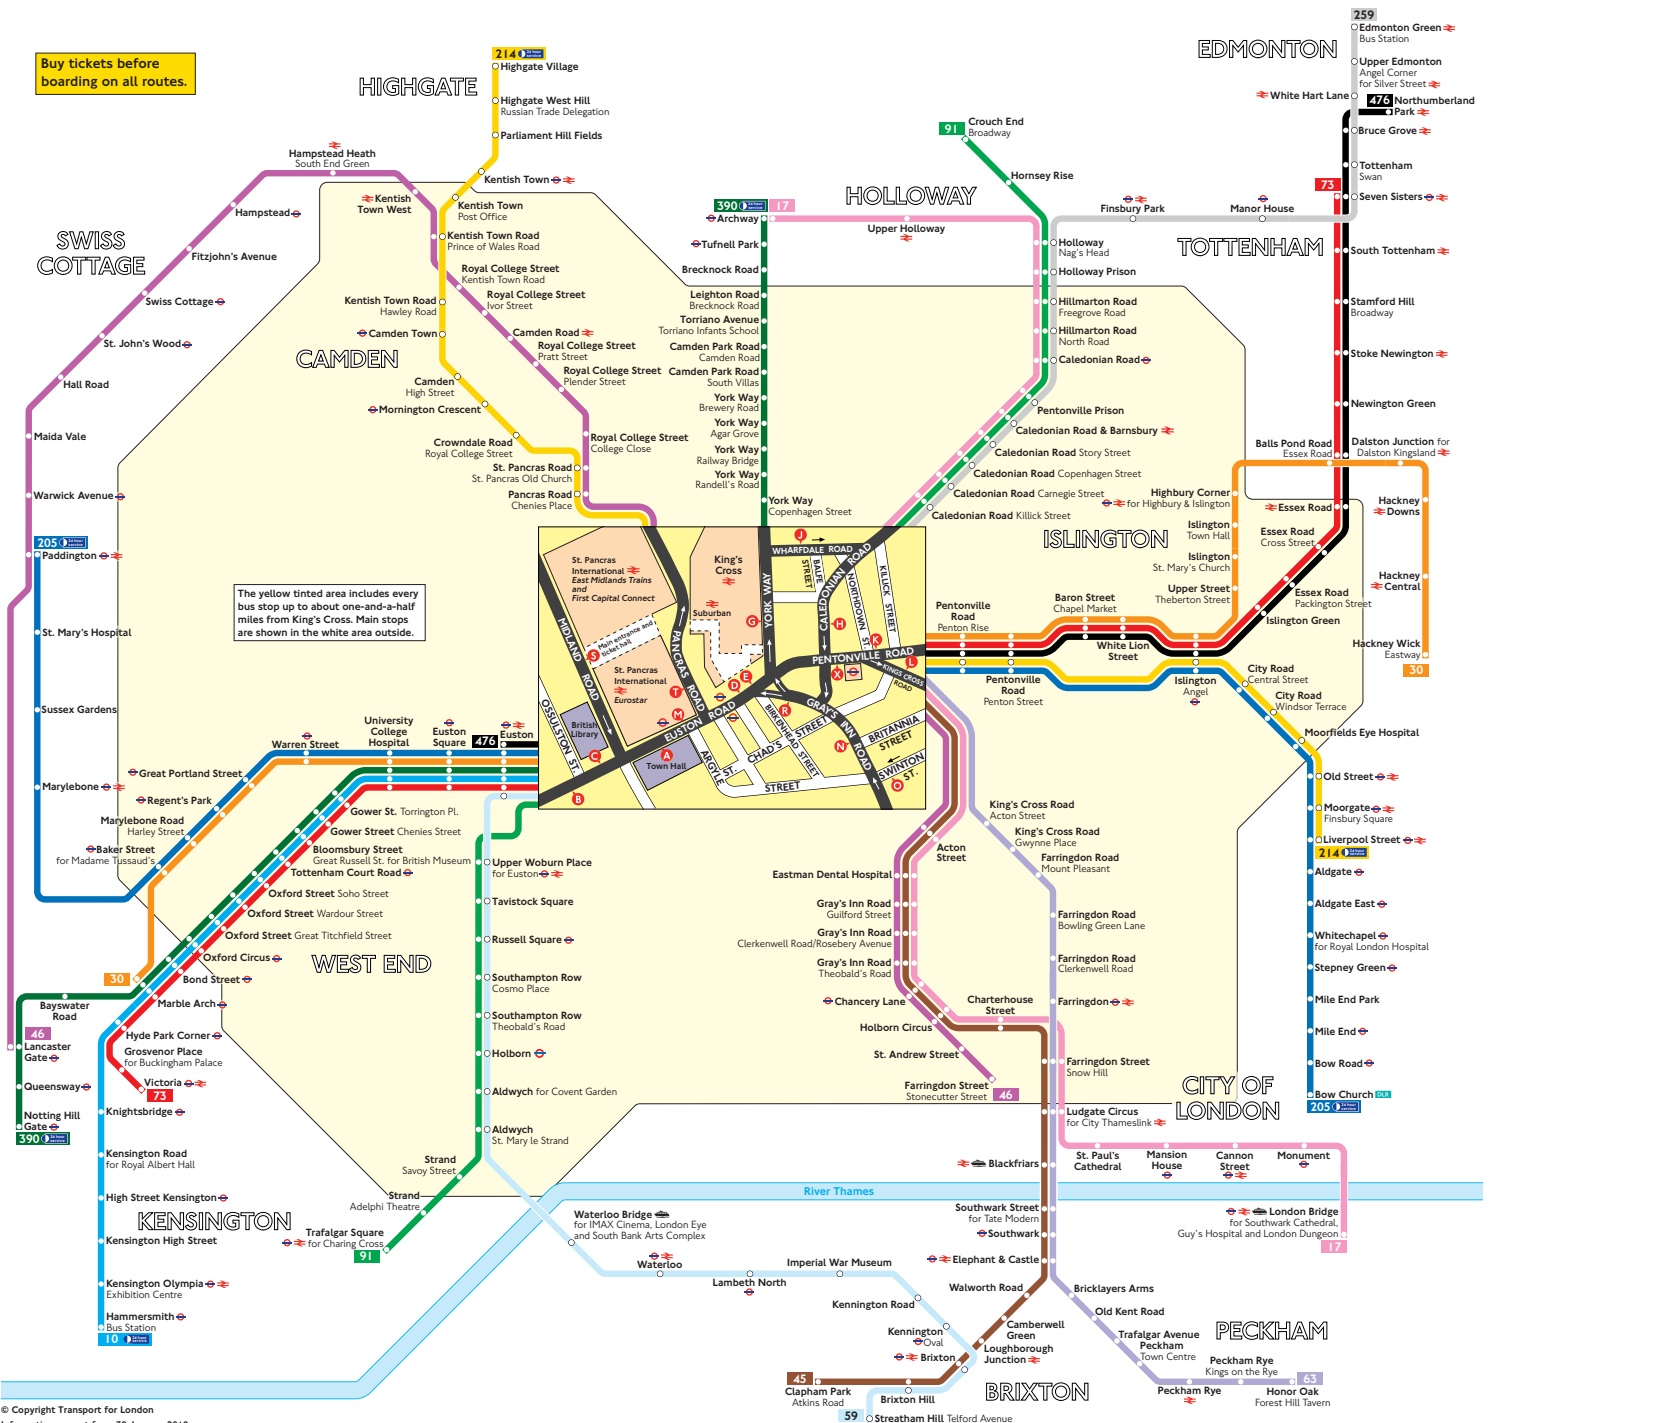 259
Edmonton Green
Bus Station
EDMONTON
Upper Edmonton
Angel Corner
for Silver Street
White Hart Lane
476
Northumberland
Park
Bruce Grove
Tottenham
Swan
73
Seven Sisters
Buy tickets before
boarding on all routes.
214
24 hour
service
Highgate Village
HIGHGATE
Highgate West Hill
Russian Trade Delegation
Parliament Hill Fields
Kentish Town
Hampstead Heath
South End Green
Kentish
Town West
Kentish Town
Post Office
Hampstead
SWISS
COTTAGE
Fitzjohn's Avenue
Kentish Town Road
Prince of Wales Road
Royal College Street
Kentish Town Road
Royal College Street
Ivor Street
Swiss Cottage
Kentish Town Road
Hawley Road
Camden Town
Camden Road
St. John's Wood
Royal College Street
Pratt Street
CAMDEN
Royal College Street
Plender Street
Hall Road
Camden
High Street
Mornington Crescent
Maida Vale
Crowndale Road
Royal College Street
Royal College Street
College Close
St. Pancras Road
St. Pancras Old Church
Warwick Avenue
Pancras Road
Chenies Place
91
Crouch End
Broadway
Hornsey Rise
HOLLOWAY
390
24 hour
service
17
Archway
Upper Holloway
Finsbury Park
Manor House
TOTTENHAM
Tufnell Park
Brecknock Road
Leighton Road
Brecknock Road
Torriano Avenue
Torriano Infants School
Camden Park Road
Camden Road
Camden Park Road
South Villas
York Way
Brewery Road
York Way
Agar Grove
York Way
Railway Bridge
York Way
Randell's Road
York Way
Copenhagen Street
Holloway
Nag's Head
Holloway Prison
Hillmarton Road
Freegrove Road
Hillmarton Road
North Road
Caledonian Road
Pentonville Prison
Caledonian Road & Barnsbury
Caledonian Road Story Street
Caledonian Road Copenhagen Street
Caledonian Road Carnegie Street
Caledonian Road Killick Street
South Tottenham
Stamford Hill
Broadway
Stoke Newington
Newington Green
Balls Pond Road
Essex Road
Dalston Junction for
Dalston Kingsland
Highbury Corner
for Highbury & Islington
Essex Road
Hackney
Downs
ISLINGTON
Islington
Town Hall
Essex Road
Cross Street
Islington
St. Mary's Church
Hackney
Central
Upper Street
Theberton Street
Essex Road
Packington Street
Islington Green
Hackney Wick
Eastway
30
205
24 hour
service
Paddington
The yellow tinted area includes every
bus stop up to about one-and-a-half
miles from King's Cross. Main stops
are shown in the white area outside.
St. Mary's Hospital
Sussex Gardens
Marylebone
St. Pancras
International
East Midlands Trains
and
First Capital Connect
King's
Cross
Suburban
Main entrance and
ticket hall
St. Pancras
International
Eurostar
British
Library
Town Hall
MIDLAND ROAD
PANCRAS ROAD
YORK WAY
WHARFDALE ROAD
BALFE
STREET
CALEDONIAN ROAD
NORTHDOWN
ST.
KILLICK STREET
PENTONVILLE ROAD
KINGS CROSS
ROAD
EUSTON ROAD
GRAY'S INN ROAD
BIRKENHEAD STREET
ST. CHAD'S STREET
ARGYLE
STREET
BRITANNIA
STREET
SWINTON
ST.
OSSULSTON ST.
J
G
H
K
L
S
T
E
D
X
M
R
N
A
C
B
O
Pentonville
Road
Penton Rise
Baron Street
Chapel Market
White Lion
Street
Pentonville
Road
Penton Street
Islington
Angel
City Road
Central Street
City Road
Windsor Terrace
Moorfields Eye Hospital
Old Street
Moorgate
Finsbury Square
Liverpool Street
214
24 hour
service
Aldgate
Aldgate East
Whitechapel
for Royal London Hospital
Stepney Green
Mile End Park
Mile End
Bow Road
Bow Church DLR
205
24 hour
service
Warren Street
University
College
Hospital
Euston
Square
476
Euston
Great Portland Street
Regent's Park
Marylebone Road
Harley Street
Baker Street
for Madame Tussaud's
Gower St. Torrington Pl.
Gower Street Chenies Street
Bloomsbury Street
Great Russell St. for British Museum
Tottenham Court Road
Oxford Street Soho Street
Oxford Street Wardour Street
Oxford Street Great Titchfield Street
Oxford Circus
WEST END
30
Bond Street
Bayswater
Road
Marble Arch
46
Lancaster
Gate
Hyde Park Corner
Grosvenor Place
for Buckingham Palace
Queensway
Victoria
73
Notting Hill
Gate
390
24 hour
service
Knightsbridge
Kensington Road
for Royal Albert Hall
High Street Kensington
KENSINGTON
Kensington High Street
Kensington Olympia
Exhibition Centre
Hammersmith
Bus Station
10
24 hour
service
Upper Woburn Place
for Euston
Tavistock Square
Russell Square
Southampton Row
Cosmo Place
Southampton Row
Theobald's Road
Holborn
Aldwych for Covent Garden
Aldwych
St. Mary le Strand
Strand
Savoy Street
Strand
Adelphi Theatre
Trafalgar Square
for Charing Cross
91
King's Cross Road
Acton Street
King's Cross Road
Gwynne Place
Acton
Street
Farringdon Road
Mount Pleasant
Eastman Dental Hospital
Gray's Inn Road
Guilford Street
Farringdon Road
Bowling Green Lane
Gray's Inn Road
Clerkenwell Road/Rosebery Avenue
Gray's Inn Road
Theobald's Road
Farringdon Road
Clerkenwell Road
Chancery Lane
Charterhouse
Street
Farringdon
Holborn Circus
St. Andrew Street
Farringdon Street
Snow Hill
Farringdon Street
Stonecutter Street
46
CITY OF
LONDON
Ludgate Circus
for City Thameslink
Blackfriars
St. Paul's
Cathedral
Mansion
House
Cannon
Street
Monument
River Thames
Southwark Street
for Tate Modern
Southwark
London Bridge
for Southwark Cathedral,
Guy's Hospital and London Dungeon
17
Waterloo Bridge
for IMAX Cinema, London Eye
and South Bank Arts Complex
Waterloo
Lambeth North
Imperial War Museum
Elephant & Castle
Walworth Road
Bricklayers Arms
Kennington Road
Old Kent Road
Camberwell
Green
Kennington
Oval
Trafalgar Avenue
Peckham
Town Centre
PECKHAM
Loughborough
Junction
Brixton
Peckham Rye
Kings on the Rye
45
Clapham Park
Atkins Road
Brixton Hill
BRIXTON
Peckham Rye
63
Honor Oak
Forest Hill Tavern
59
Streatham Hill Telford Avenue
© Copyright Transport for London